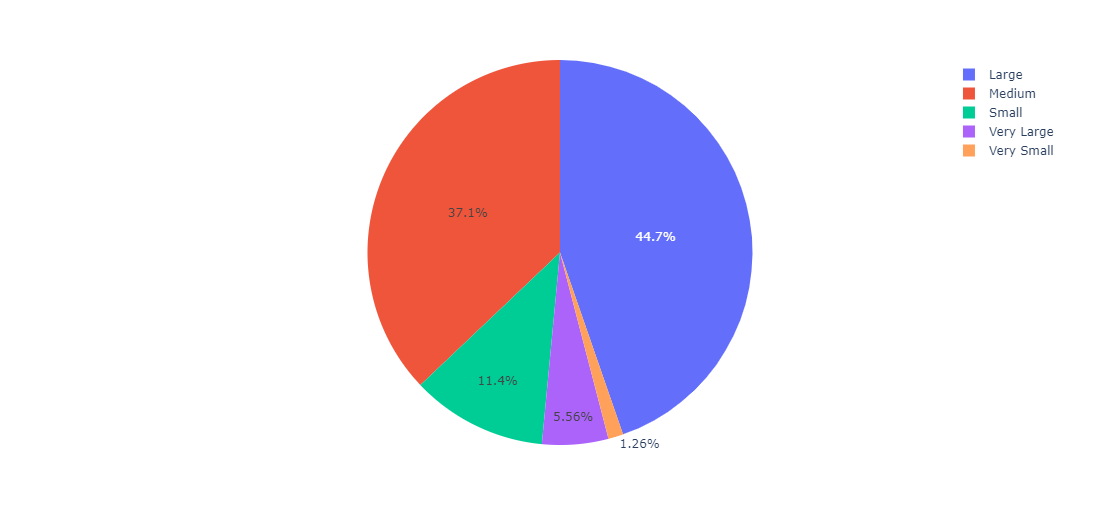 Large
Medium
Small
Very Large
Very Small
37.1%
44.7%
11.4%
5.56%
1.26%